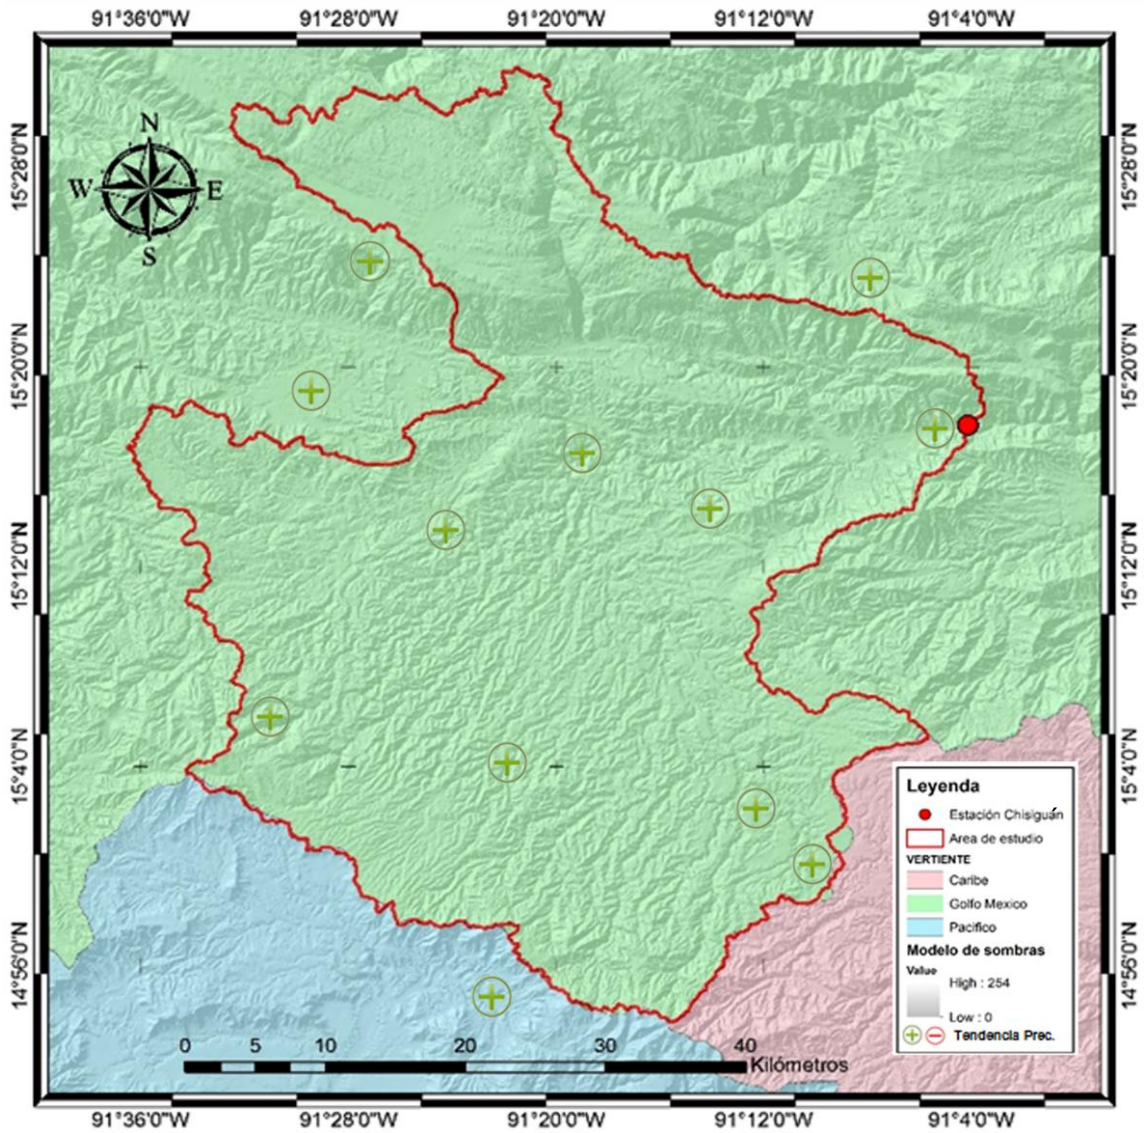 91°36'0"W 91°28'0"W 91°20'0"W 91°12'0"W 91°4'0"W
15°28'0"N
15°20'0"N
15°12'0"N
15°4'0"N
14°56'0"N
15°28'0"N
15°20'0"N
15°12'0"N
15°4'0"N
14°56'0"N
N
W E
S
Leyenda
Estación Chisiguán
Area de estudio
VERTIENTE
Caribe
Golfo Mexico
Pacifico
Modelo de sombras
Value
High : 254
Low : 0
Tendencia Prec.
0 5 10 20 30 40
Kilómetros
91°36'0"W 91°28'0"W 91°20'0"W 91°12'0"W 91°4'0"W